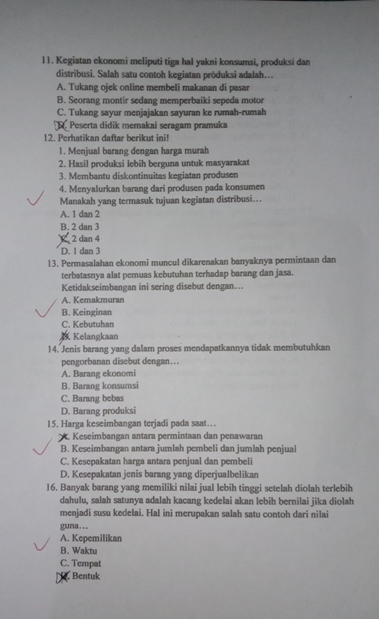 11. Kegiatan ekonomi meliputi tiga hal yakni konsumsi, produksi dan
distribusi. Salah satu contoh kegiatan produksi adalah…
A. Tukang ojek online membeli makanan di pasar
B. Seorang montir sedang memperbaiki sepeda motor
C. Tukang sayur menjajakan sayuran ke rumah-rumah
D. Peserta didik memakai seragam pramuka
12. Perhatikan daftar berikut ini!
1. Menjual barang dengan harga murah
2. Hasil produksi lebih berguna untuk masyarakat
3. Membantu diskontinuitas kegiatan produsen
4. Menyalurkan barang dari produsen pada konsumen
Manakah yang termasuk tujuan kegiatan distribusi…
A. 1 dan 2
B. 2 dan 3
C. 2 dan 4
D. 1 dan 3
13. Permasalahan ekonomi muncul dikarenakan banyaknya permintaan dan
terbatasnya alat pemuas kebutuhan terhadap barang dan jasa.
Ketidakseimbangan ini sering disebut dengan…
A. Kemakmuran
B. Keinginan
C. Kebutuhan
D. Kelangkaan
14. Jenis barang yang dalam proses mendapatkannya tidak membutuhkan
pengorbanan disebut dengan…
A. Barang ekonomi
B. Barang konsumsi
C. Barang bebas
D. Barang produksi
15. Harga keseimbangan terjadi pada saat…
A. Keseimbangan antara permintaan dan penawaran
B. Keseimbangan antara jumlah pembeli dan jumlah penjual
C. Kesepakatan harga antara penjual dan pembeli
D. Kesepakatan jenis barang yang diperjualbelikan
16. Banyak barang yang memiliki nilai jual lebih tinggi setelah diolah terlebih
dahulu, salah satunya adalah kacang kedelai akan lebih bernilai jika diolah
menjadi susu kedelai. Hal ini merupakan salah satu contoh dari nilai
guna…
A. Kepemilikan
B. Waktu
C. Tempat
D. Bentuk